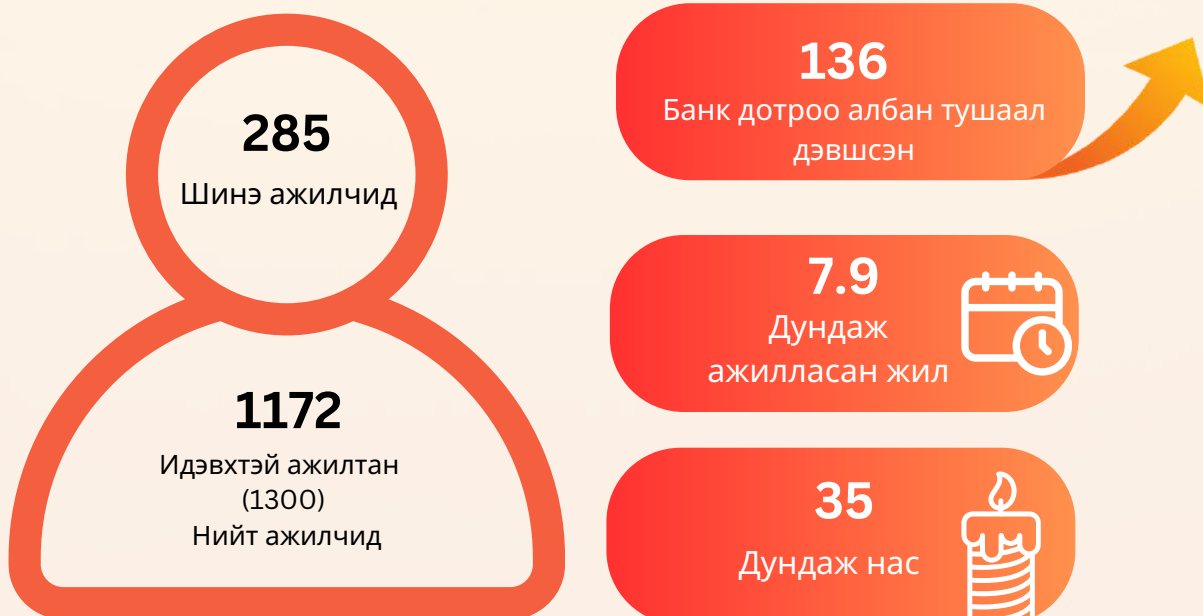 285
Шинэ ажилчид
1172
Идэвхтэй ажилтан
(1300)
Нийт ажилчид
136
Банк дотроо албан тушаал
дэвшсэн
7.9
Дундаж
ажилласан жил
35
Дундаж нас